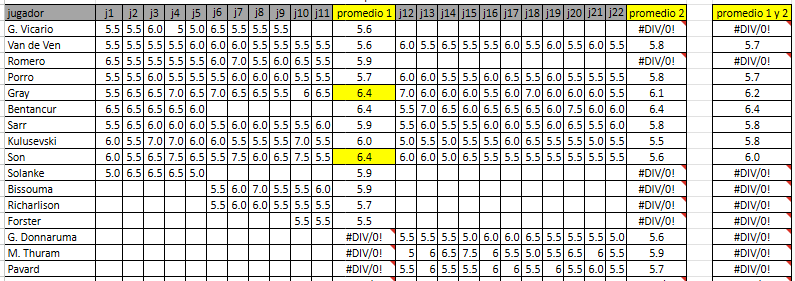 jugador j1 j2 j3 j4 j5 j6 j7 j8 j9 j10 j11 promedio 1 j12 j13 j14 j15 j16 j17 j18 j19 j20 j21 j22 promedio 2 promedio 1 y 2
G. Vicario 5.5 5.5 6.0 5 5.0 6.5 5.5 5.5 5.5 5.6 #DIV/0! #DIV/0!
Van de Ven 5.5 5.5 5.5 5.5 6.0 6.0 6.0 5.5 5.5 5.5 5.5 5.6 6.0 5.5 6.5 5.5 6.5 5.5 6.0 5.5 6.0 5.5 5.8 5.7
Romero 6.5 5.5 5.5 5.5 5.5 6.0 7.0 5.5 6.0 6.5 5.5 5.9 #DIV/0! #DIV/0!
Porro 5.5 5.5 5.5 6.0 6.0 6.0 5.5 5.5 5.5 5.5 5.5 5.7 6.0 6.0 5.5 5.5 6.0 6.5 5.5 6.0 5.5 5.5 5.5 5.8 5.7
Gray 5.5 6.5 6.5 7.0 6.5 7.0 6.5 6.5 5.5 6 6.5 6.4 7.0 6.0 6.0 6.0 5.5 6.0 7.0 6.0 6.0 6.0 5.5 6.1 6.2
Bentancur 6.5 6.5 6.5 6.5 6.0 6.4 5.5 7.0 6.5 6.0 6.5 6.5 6.5 6.0 7.5 6.0 6.0 6.4 6.4
Sarr 5.5 6.5 6.0 6.0 6.0 5.5 6.0 6.0 5.5 5.5 6.0 5.9 5.5 6.0 5.5 5.5 6.0 6.0 5.5 6.0 6.5 5.5 6.0 5.8 5.8
Kulusevski 6.0 5.5 7.0 7.0 6.0 6.0 5.5 5.5 5.5 7.0 5.5 6.0 5.0 5.5 5.0 5.5 5.5 6.0 5.5 6.0 5.5 5.5 5.0 5.5 5.8
Son 6.0 5.5 6.5 7.5 6.5 5.5 7.5 6.0 6.5 7.5 5.5 6.4 6.0 6.0 5.0 6.5 5.5 5.5 5.5 5.5 5.5 5.5 5.5 5.6 6.0
Solanke 5.0 6.5 6.5 6.5 5.0 5.9 #DIV/0! #DIV/0!
Bissouma 5.5 6.0 7.0 5.5 5.5 6.0 5.9 #DIV/0! #DIV/0!
Richarlison 5.5 6.0 6.0 5.5 5.5 5.5 5.7 #DIV/0! #DIV/0!
Forster 5.5 5.5 5.5 #DIV/0! #DIV/0!
G. Donnaruma #DIV/0! 5.5 5.5 5.5 5.0 6.0 6.0 6.5 5.5 5.5 5.5 5.0 5.6 #DIV/0!
M. Thuram #DIV/0! 5 6 6.5 7.5 6 5.5 5.0 5.5 6.5 6 5.5 5.9 #DIV/0!
Pavard #DIV/0! 5.5 6 5.5 5.5 6 6 5.5 6 5.5 6.0 5.5 5.7 #DIV/0!